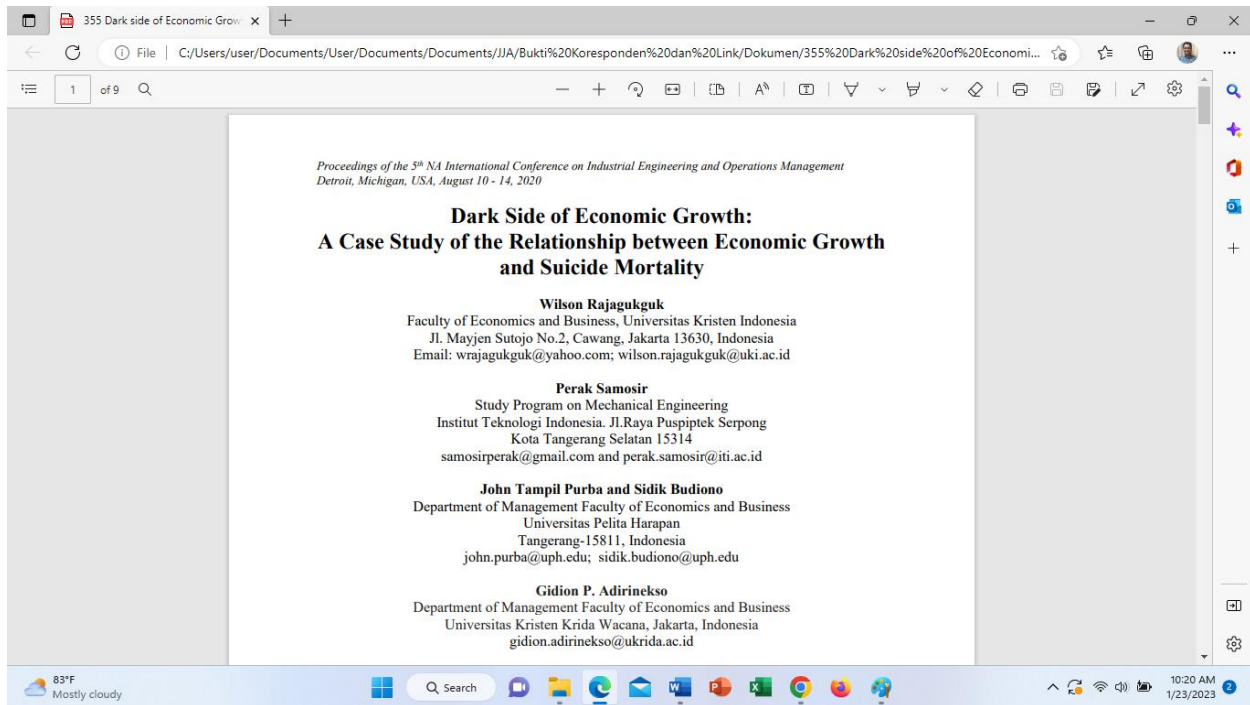 355 Dark side of Economic Grow
File | C:/Users/user/Documents/User/Documents/Documents/JJA/Bukti%20Koresponden%20dan%20Link/Dokumen/355%20Dark%20side%20of%20Economi...
1 of 9
Proceedings of the 5th NA International Conference on Industrial Engineering and Operations Management
Detroit, Michigan, USA, August 10 - 14, 2020
Dark Side of Economic Growth:
A Case Study of the Relationship between Economic Growth
and Suicide Mortality
Wilson Rajagukguk
Faculty of Economics and Business, Universitas Kristen Indonesia
Jl. Mayjen Sutojo No.2, Cawang, Jakarta 13630, Indonesia
Email: wrajagukguk@yahoo.com; wilson.rajagukguk@uki.ac.id
Perak Samosir
Study Program on Mechanical Engineering
Institut Teknologi Indonesia. Jl.Raya Puspiptek Serpong
Kota Tangerang Selatan 15314
samosirperak@gmail.com and perak.samosir@iti.ac.id
John Tampil Purba and Sidik Budiono
Department of Management Faculty of Economics and Business
Universitas Pelita Harapan
Tangerang-15811, Indonesia
john.purba@uph.edu; sidik.budiono@uph.edu
Gidion P. Adirinekso
Department of Management Faculty of Economics and Business
Universitas Kristen Krida Wacana, Jakarta, Indonesia
gidion.adirinekso@ukrida.ac.id
83°F
Mostly cloudy
Search
10:20 AM
1/23/2023
2